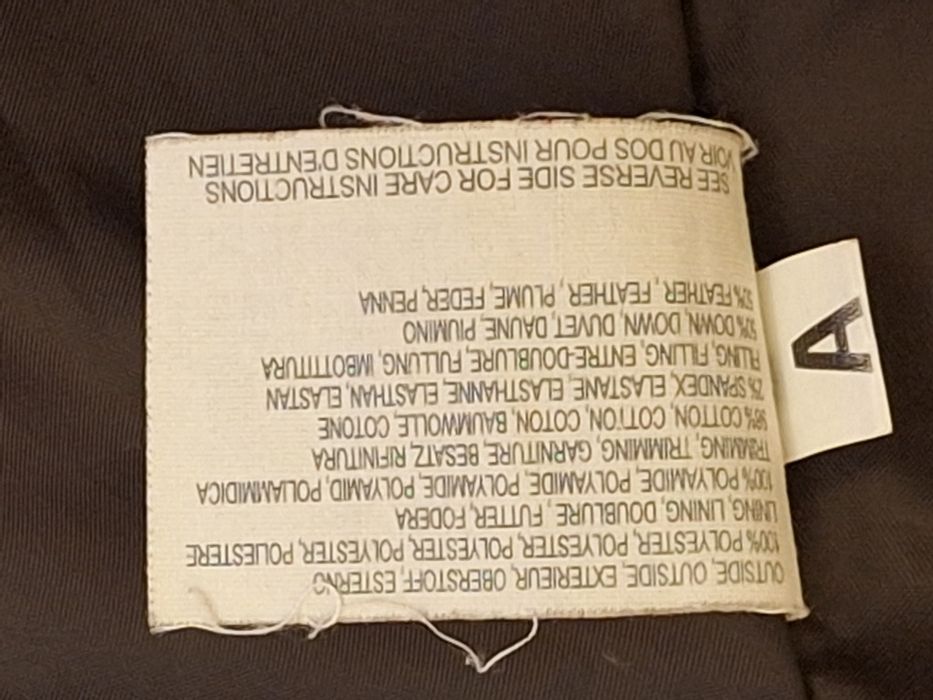 OUTSIDE, OUTSIDE, EXTERIEUR, OBERSTOFF, ESTERNO
100% POLYESTER, POLYESTER, POLYESTER, POLYESTER, POLIESTERE
LINING, LINING, DOUBLURE, FUTTER, FODERA
100% POLYAMIDE, POLYAMIDE, POLYAMIDE, POLYAMID, POLIAMMIDICA
TRIMMING, TRIMMING, GARNITURE, BESATZ, RIFINITURA
98% COTTON, COTTON, COTON, BAUMWOLLE, COTONE
2% SPANDEX, ELASTANE, ELASTHANNE, ELASTHAN, ELASTAN
FILLING, FILLING, ENTRE-DOUBLURE, FULLUNG, IMBOTTITURA
50% DOWN, DOWN, DUVET, DAUNE, PIUMINO
50% FEATHER, FEATHER, PLUME, FEDER, PENNA
SEE REVERSE SIDE FOR CARE INSTRUCTIONS
VOIR AU DOS POUR INSTRUCTIONS D'ENTRETIEN
A